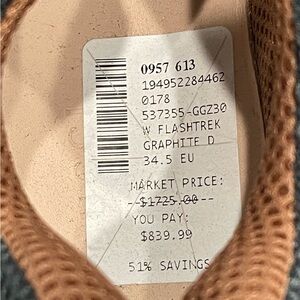 0957 613
194952284462
0178
537355-GGZ30
W FLASHTREK
GRAPHITE D
34.5 EU
MARKET PRICE:
--$1725.00--
YOU PAY:
$839.99
51% SAVINGS